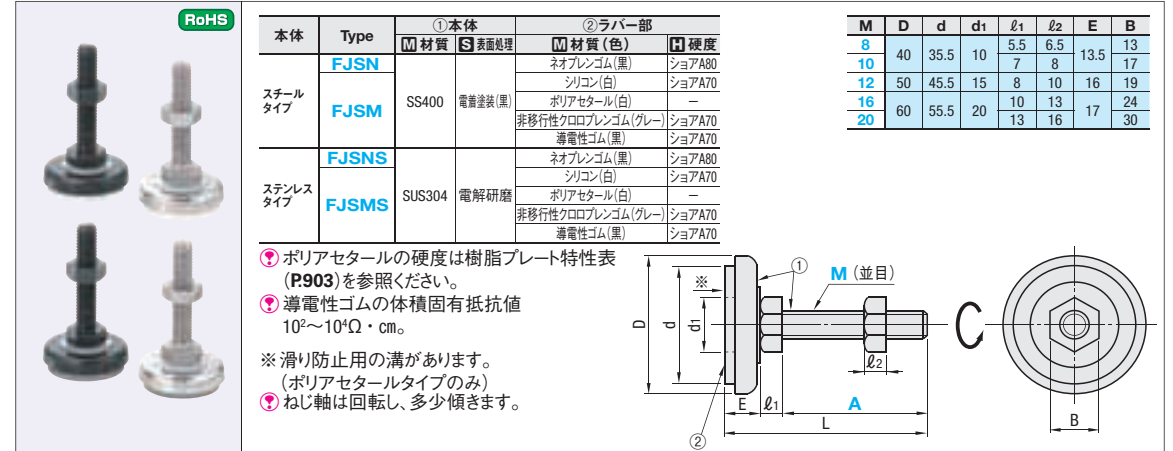 RoHS
本体 Type ①本体 ②ラバー部
M材質 S表面処理 M材質(色) H硬度
スチールタイプ FJSN SS400 電着塗装(黒) ネオプレンゴム(黒) ショアA80
FJSM シリコン(白) ショアA70
ポリアセタール(白) −
非移行性クロロプレンゴム(グレー) ショアA70
導電性ゴム(黒) ショアA70
ステンレスタイプ FJSNS SUS304 電解研磨 ネオプレンゴム(黒) ショアA80
FJSMS シリコン(白) ショアA70
ポリアセタール(白) −
非移行性クロロプレンゴム(グレー) ショアA70
導電性ゴム(黒) ショアA70
ポリアセタールの硬度は樹脂プレート特性表
(P.903)を参照ください。
導電性ゴムの体積固有抵抗値
10²〜10⁴Ω・㎝。
※滑り防止用の溝があります。
(ポリアセタールタイプのみ)
ねじ軸は回転し、多少傾きます。
M D d d1 ℓ1 ℓ2 E B
8 40 35.5 10 5.5 6.5 13.5 13
10 7 8 17
12 50 45.5 15 8 10 16 19
16 60 55.5 20 10 13 17 24
20 13 16 30
※
①
M(並目)
D
d
d1
ℓ2
E
ℓ1
A
L
②
B